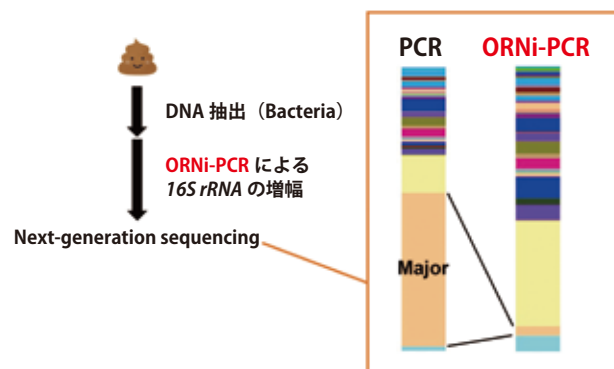 DNA 抽出（Bacteria）
ORNi-PCR による
16S rRNA の増幅
Next-generation sequencing
PCR
ORNi-PCR
Major